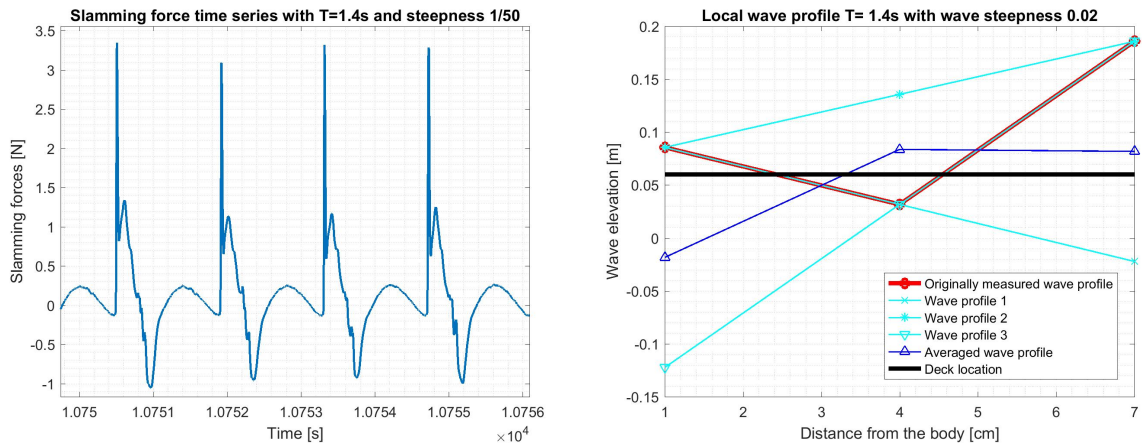 Slamming force time series with T=1.4s and steepness 1/50
3.5
3
2.5
2
1.5
1
0.5
0
-0.5
-1
Slamming forces [N]
1.075 1.0751 1.0752 1.0753 1.0754 1.0755 1.0756
Time [s]
×10⁴
Local wave profile T= 1.4s with wave steepness 0.02
0.2
0.15
0.1
0.05
0
-0.05
-0.1
-0.15
Wave elevation [m]
Originally measured wave profile
Wave profile 1
Wave profile 2
Wave profile 3
Averaged wave profile
Deck location
1 2 3 4 5 6 7
Distance from the body [cm]